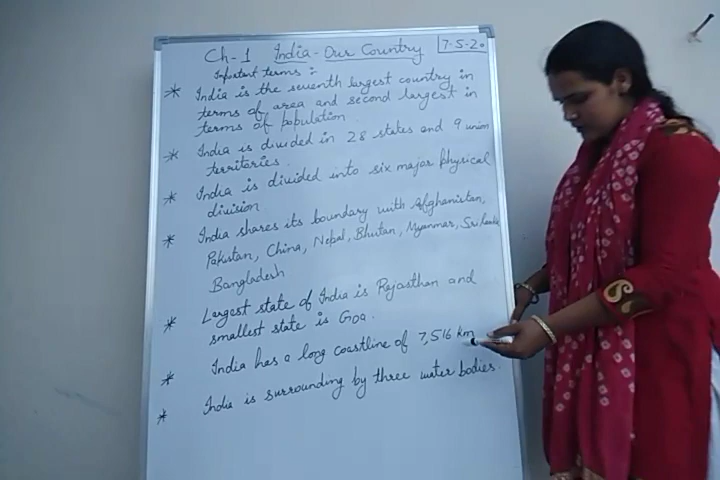 Ch-1 India - Our Country 7-5-20
Important terms :
* India is the seventh largest country in
terms of area and second largest in
terms of population
* India is divided in 28 states and 9 union
territories.
* India is divided into six major physical
division.
* India shares its boundary with Afghanistan,
Pakistan, China, Nepal, Bhutan, Myanmar, Sri lanka
Bangladesh
* Largest state of India is Rajasthan and
smallest state is Goa.
* India has a long coastline of 7,516 km
* India is surrounding by three water bodies.